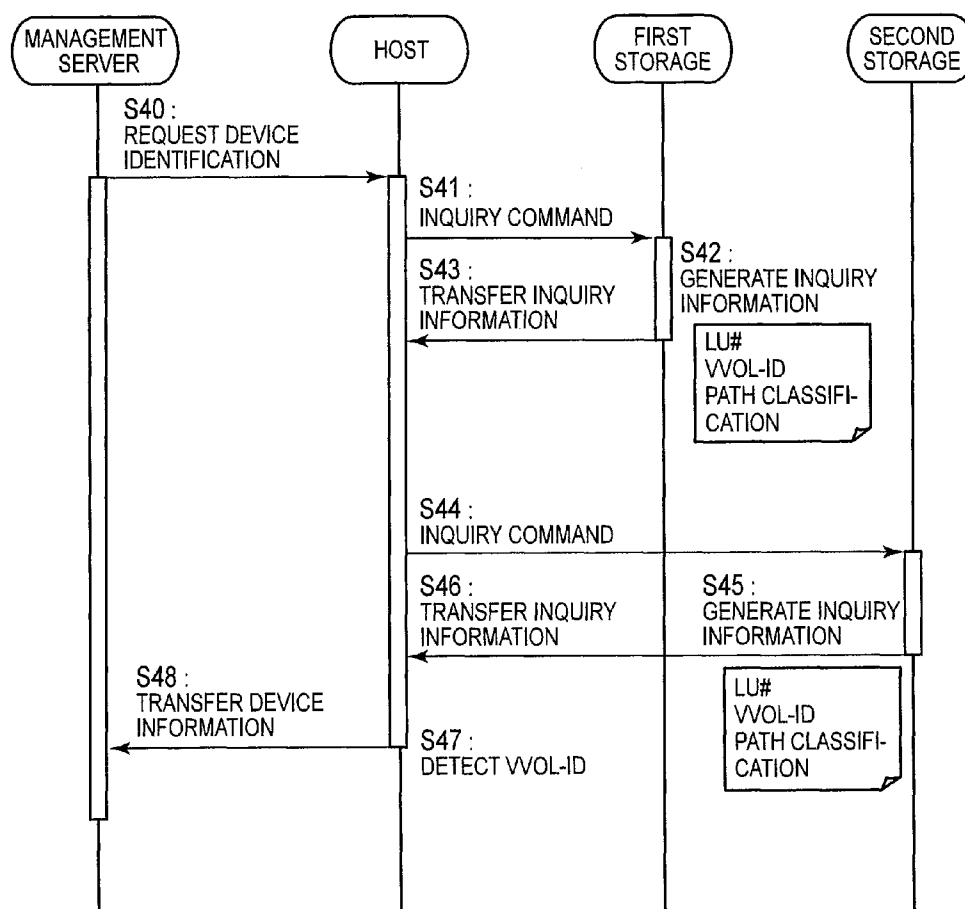 MANAGEMENT
SERVER
HOST
FIRST
STORAGE
SECOND
STORAGE
S40 :
REQUEST DEVICE
IDENTIFICATION
S41 :
INQUIRY COMMAND
S42 :
GENERATE INQUIRY
INFORMATION
S43 :
TRANSFER INQUIRY
INFORMATION
LU#
VVOL-ID
PATH CLASSIFI-
CATION
S44 :
INQUIRY COMMAND
S45 :
GENERATE INQUIRY
INFORMATION
S46 :
TRANSFER INQUIRY
INFORMATION
LU#
VVOL-ID
PATH CLASSIFI-
CATION
S47 :
DETECT VVOL-ID
S48 :
TRANSFER DEVICE
INFORMATION